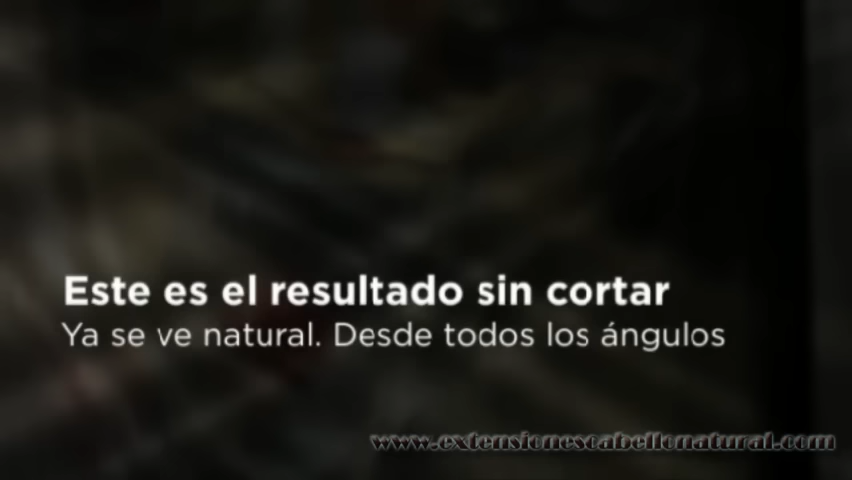 Este es el resultado sin cortar
Ya se ve natural. Desde todos los ángulos
www.extensionescabellonatural.com